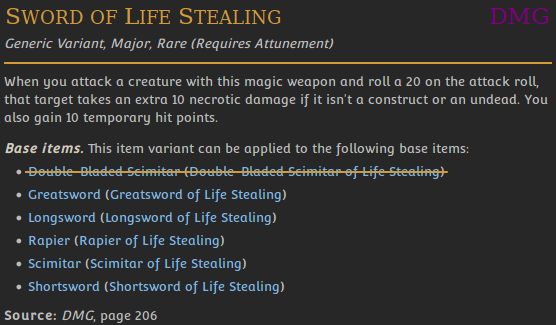 Sword of Life Stealing DMG
Generic Variant, Major, Rare (Requires Attunement)
When you attack a creature with this magic weapon and roll a 20 on the attack roll,
that target takes an extra 10 necrotic damage if it isn't a construct or an undead. You
also gain 10 temporary hit points.
Base items. This item variant can be applied to the following base items:
• Double-Bladed Scimitar (Double-Bladed Scimitar of Life Stealing)
• Greatsword (Greatsword of Life Stealing)
• Longsword (Longsword of Life Stealing)
• Rapier (Rapier of Life Stealing)
• Scimitar (Scimitar of Life Stealing)
• Shortsword (Shortsword of Life Stealing)
Source: DMG, page 206